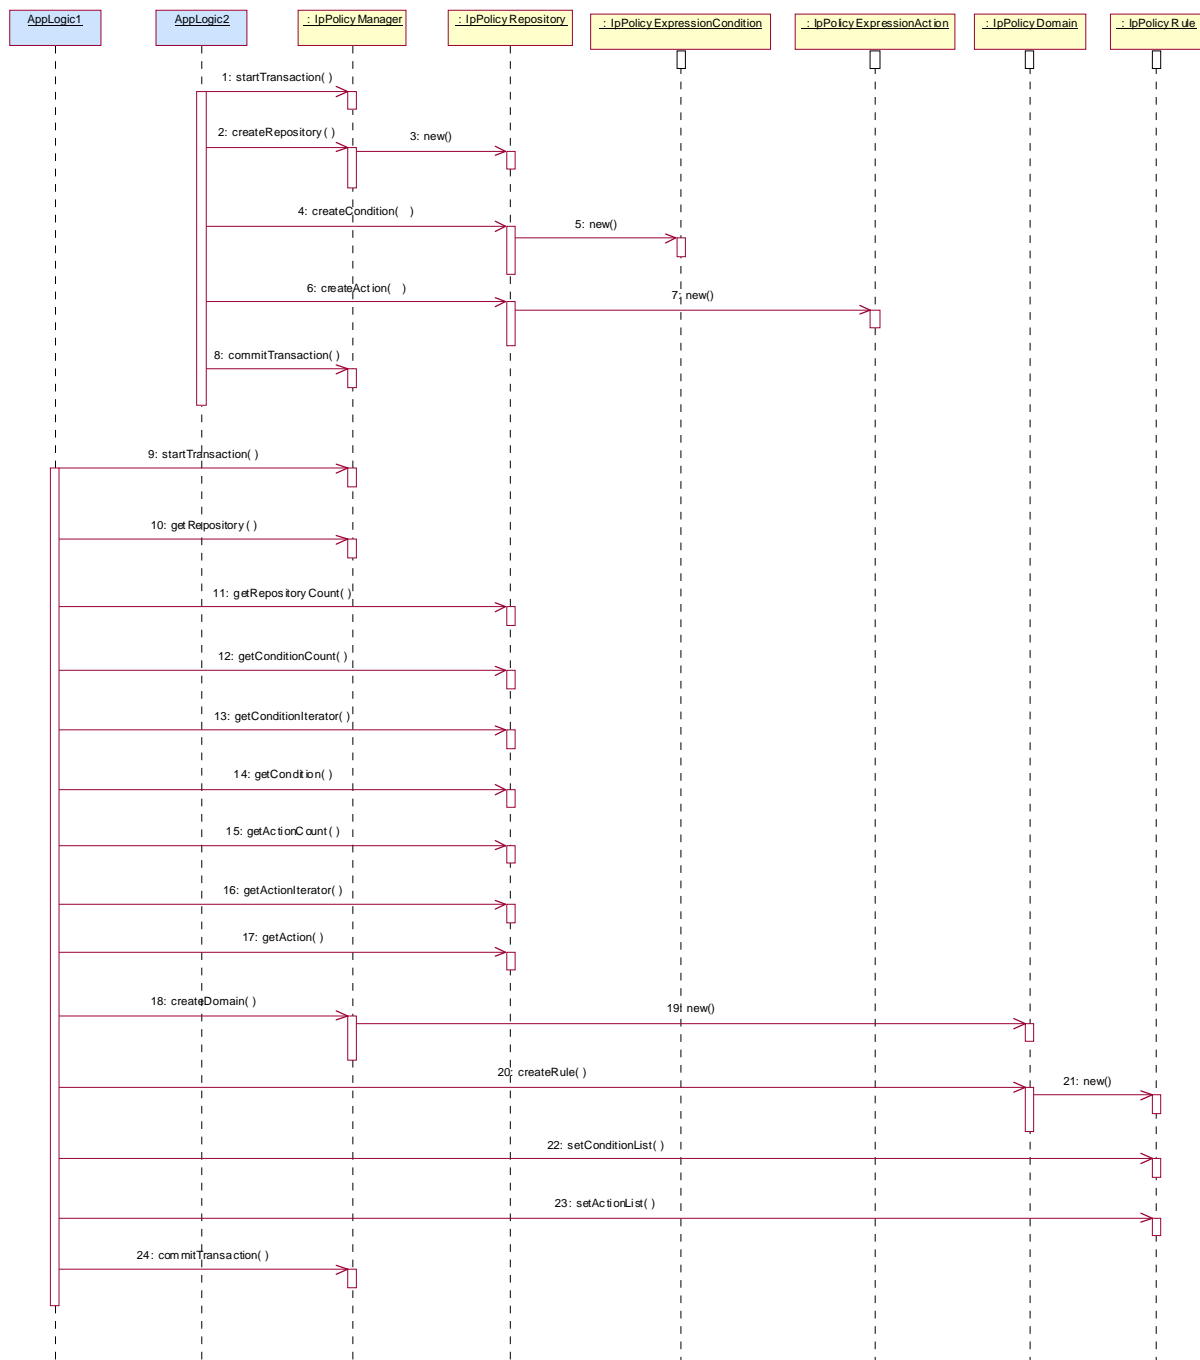 AppLogic1
AppLogic2
: IpPolicyManager
: IpPolicyRepository
: IpPolicyExpressionCondition
: IpPolicyExpressionAction
: IpPolicyDomain
: IpPolicyRule
1: startTransaction( )
2: createRepository( )
3: new()
4: createCondition( )
5: new()
6: createAction( )
7: new()
8: commitTransaction( )
9: startTransaction( )
10: getRepository( )
11: getRepositoryCount( )
12: getConditionCount( )
13: getConditionIterator( )
14: getCondition( )
15: getActionCount( )
16: getActionIterator( )
17: getAction( )
18: createDomain( )
19: new()
20: createRule( )
21: new()
22: setConditionList( )
23: setActionList( )
24: commitTransaction( )